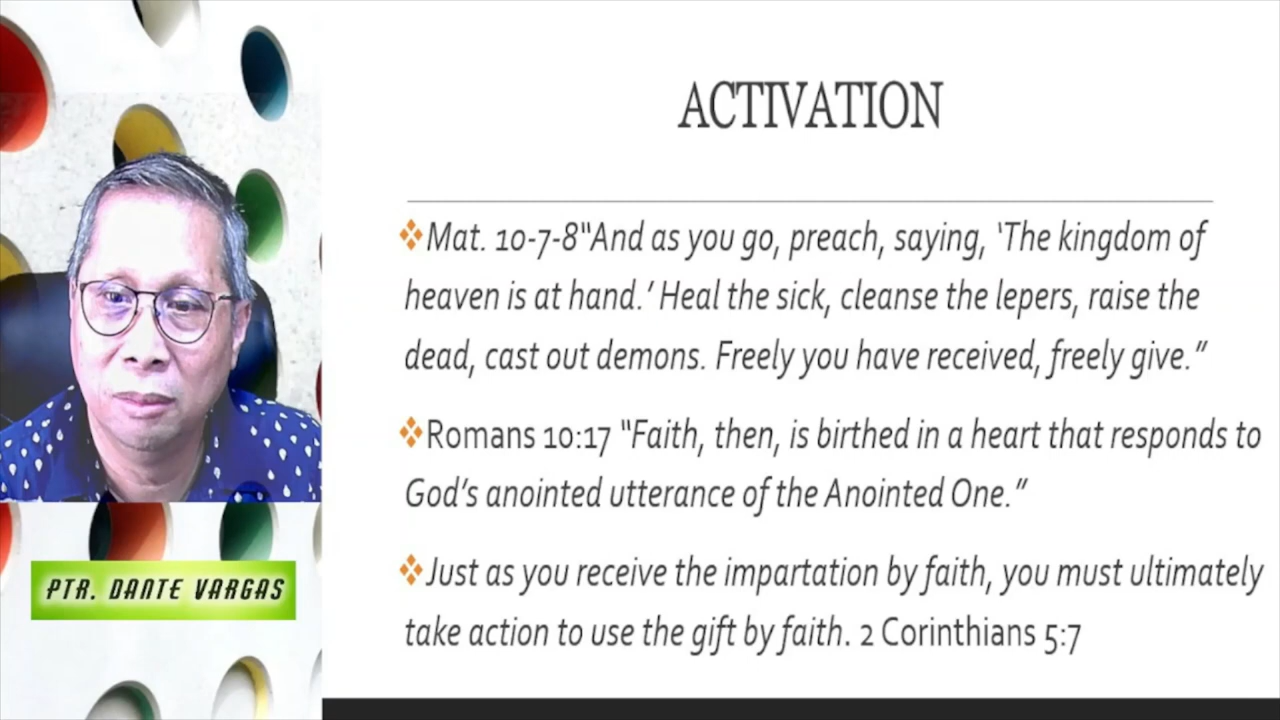 ACTIVATION
Mat. 10-7-8“And as you go, preach, saying, ‘The kingdom of
heaven is at hand.’ Heal the sick, cleanse the lepers, raise the
dead, cast out demons. Freely you have received, freely give.”
Romans 10:17 “Faith, then, is birthed in a heart that responds to
God’s anointed utterance of the Anointed One.”
Just as you receive the impartation by faith, you must ultimately
take action to use the gift by faith. 2 Corinthians 5:7
PTR. DANTE VARGAS